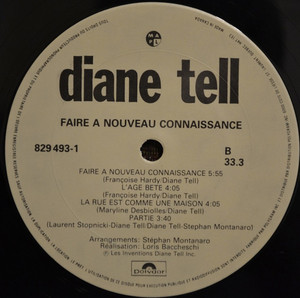 diane tell
FAIRE A NOUVEAU CONNAISSANCE
829 493-1
B
33.3
FAIRE A NOUVEAU CONNAISSANCE 5:55
(Françoise Hardy-Diane Tell)
L'AGE BETE 4:05
(Françoise Hardy-Diane Tell)
LA RUE EST COMME UNE MAISON 4:05
(Maryline Desbiolles-Diane Tell)
PARTIE 3:40
(Laurent Stopnicki-Diane Tell-Diane Tell-Stephan Montanaro)
Arrangements: Stéphan Montanaro
Réalisation: Loris Baccheschi
℗ Les Inventions Diane Tell Inc.
polydor